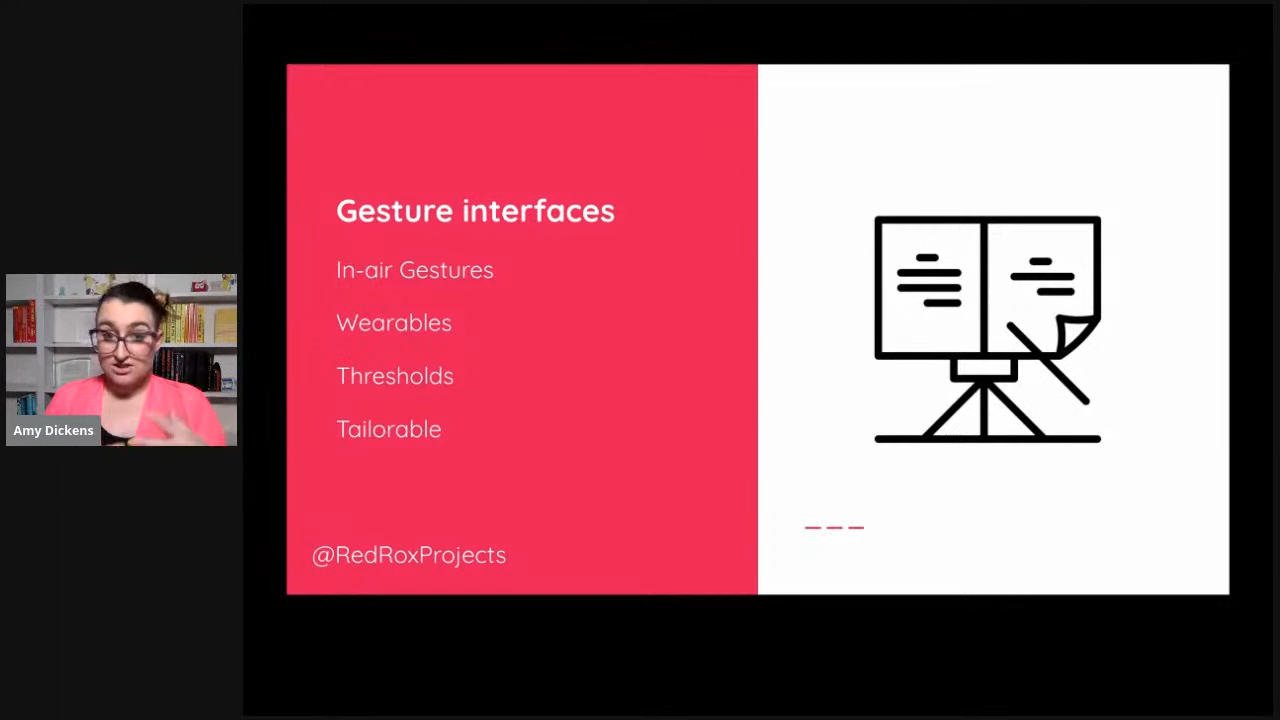 Gesture interfaces
In-air Gestures
Wearables
Thresholds
Tailorable
@RedRoxProjects
Amy Dickens